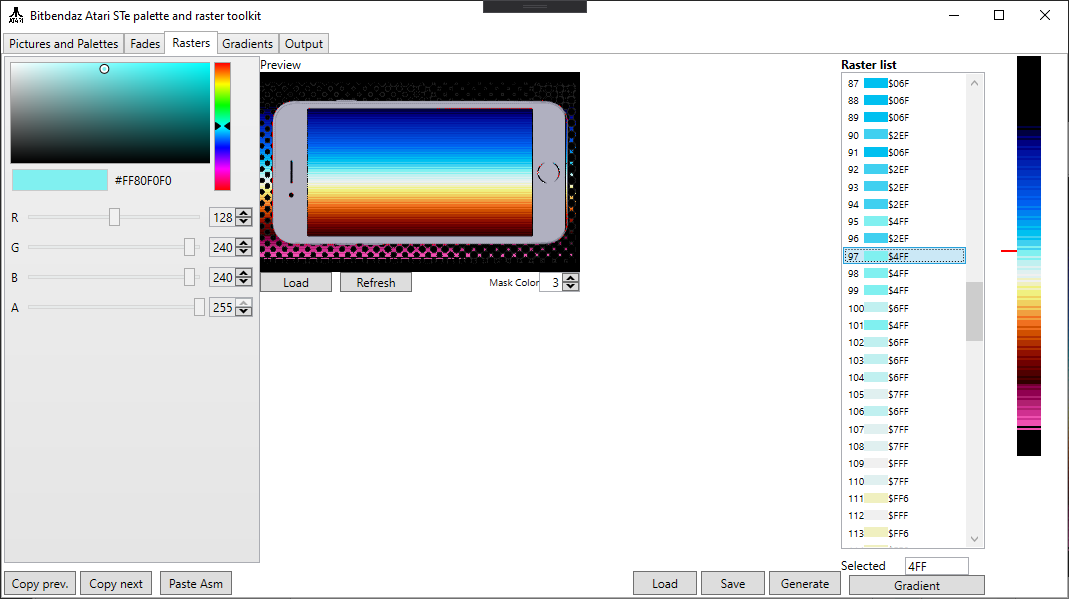 Bitbendaz Atari STe palette and raster toolkit
Pictures and Palettes Fades Rasters Gradients Output
Preview
Raster list
#FF80F0F0
R 128
G 240
B 240
A 255
Load Refresh Mask Color 3
87 $06F
88 $06F
89 $06F
90 $2EF
91 $06F
92 $2EF
93 $2EF
94 $2EF
95 $4FF
96 $2EF
97 $4FF
98 $4FF
99 $4FF
100 $6FF
101 $4FF
102 $6FF
103 $6FF
104 $6FF
105 $7FF
106 $6FF
107 $7FF
108 $7FF
109 $FFF
110 $7FF
111 $FF6
112 $FFF
113 $FF6
Selected 4FF
Copy prev. Copy next Paste Asm Load Save Generate Gradient